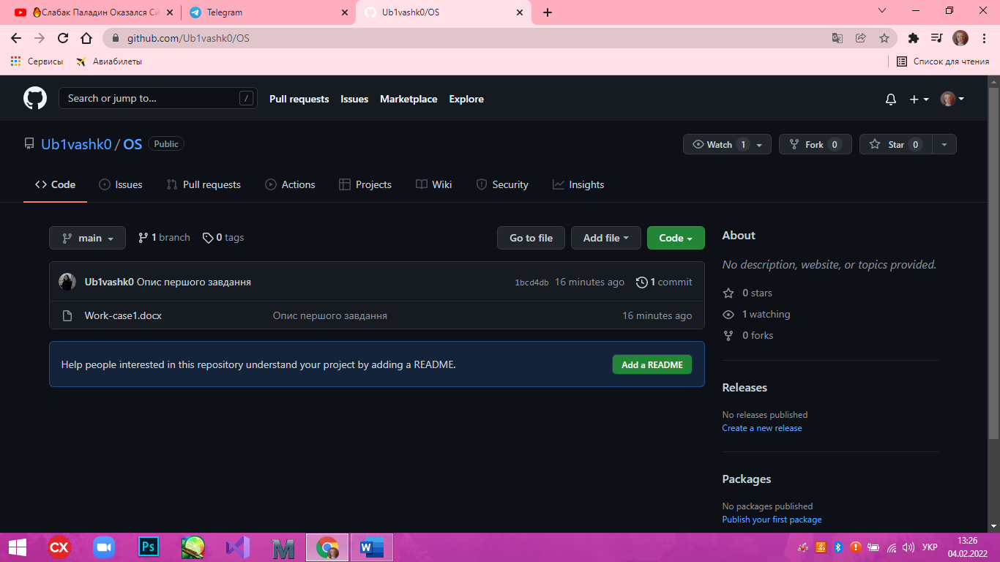 🔥Слабак Паладин Оказался Си
Telegram
Ub1vashk0/OS
github.com/Ub1vashk0/OS
Сервисы
Авиабилеты
Список для чтения
Search or jump to...
/
Pull requests
Issues
Marketplace
Explore
Ub1vashk0 / OS
Public
Watch 1
Fork 0
Star 0
Code
Issues
Pull requests
Actions
Projects
Wiki
Security
Insights
main
1 branch
0 tags
Go to file
Add file
Code
Ub1vashk0 Опис першого завдання
1bcd4db 16 minutes ago
1 commit
Work-case1.docx
Опис першого завдання
16 minutes ago
Help people interested in this repository understand your project by adding a README.
Add a README
About
No description, website, or topics provided.
0 stars
1 watching
0 forks
Releases
No releases published
Create a new release
Packages
No packages published
Publish your first package
CX
Ps
M
W
УКР
13:26
04.02.2022